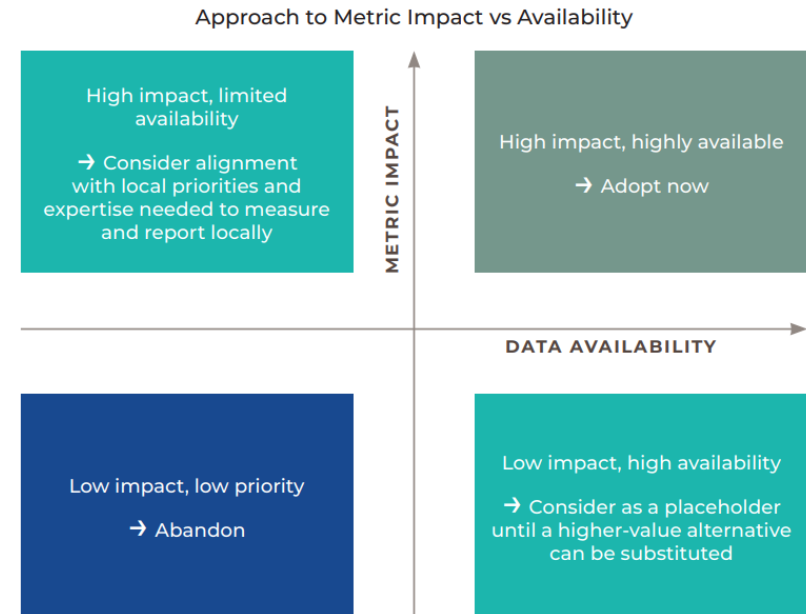 Approach to Metric Impact vs Availability
High impact, limited
availability
→ Consider alignment
with local priorities and
expertise needed to measure
and report locally
METRIC IMPACT
High impact, highly available
→ Adopt now
DATA AVAILABILITY
Low impact, low priority
→ Abandon
Low impact, high availability
→ Consider as a placeholder
until a higher-value alternative
can be substituted